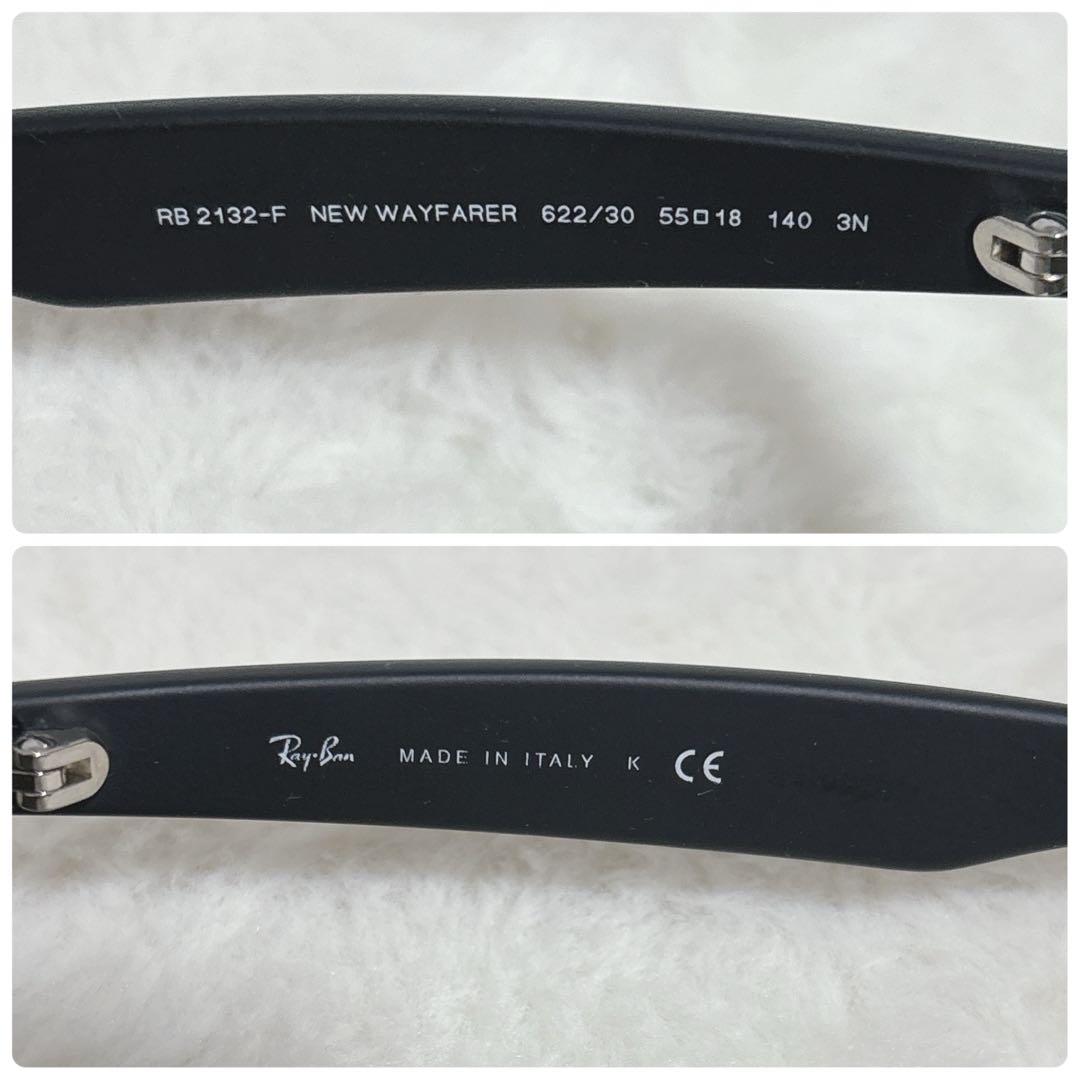 RB 2132-F NEW WAYFARER 622/30 55□18 140 3N
Ray·Ban MADE IN ITALY K CE